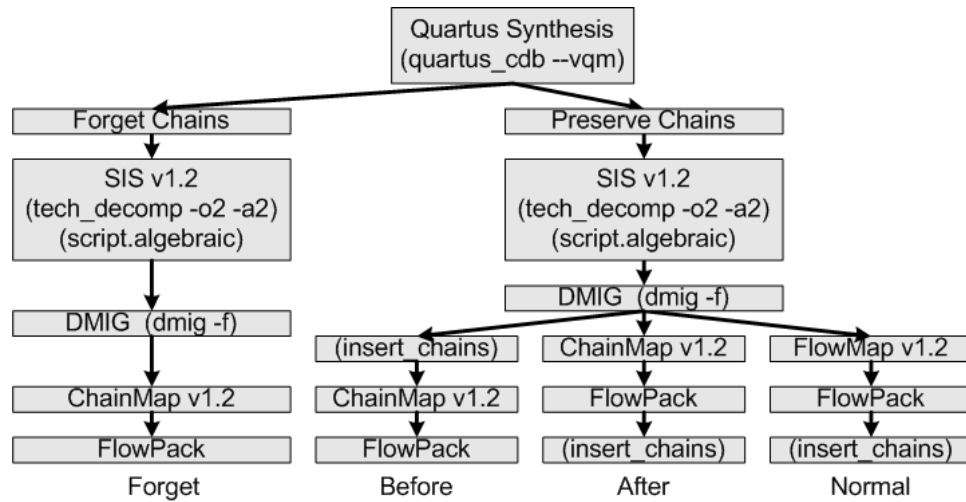 Quartus Synthesis
(quartus_cdb --vqm)
Forget Chains
Preserve Chains
SIS v1.2
(tech_decomp -o2 -a2)
(script.algebraic)
SIS v1.2
(tech_decomp -o2 -a2)
(script.algebraic)
DMIG (dmig -f)
DMIG (dmig -f)
(insert_chains)
ChainMap v1.2
FlowMap v1.2
ChainMap v1.2
ChainMap v1.2
FlowPack
FlowPack
FlowPack
FlowPack
(insert_chains)
(insert_chains)
Forget
Before
After
Normal